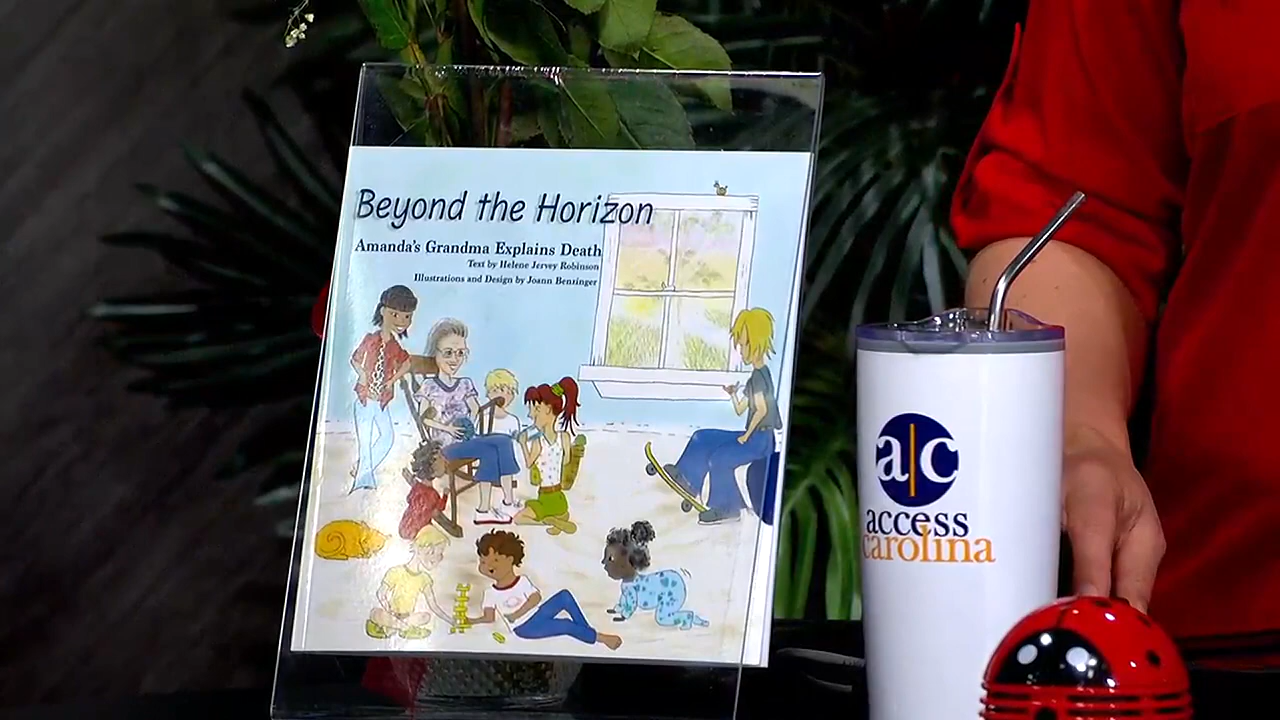 Beyond the Horizon
Amanda's Grandma Explains Death
Text by Helene Jervey Robinson
Illustrations and Design by Joann Benzinger
a|c
access
carolina